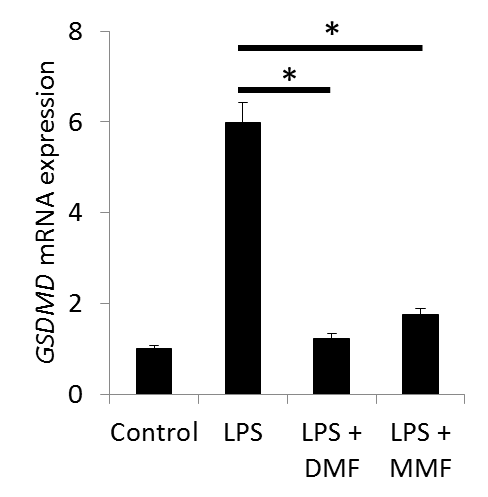 GSDMD mRNA expression
8
6
4
2
0
*
*
Control
LPS
LPS +
DMF
LPS +
MMF